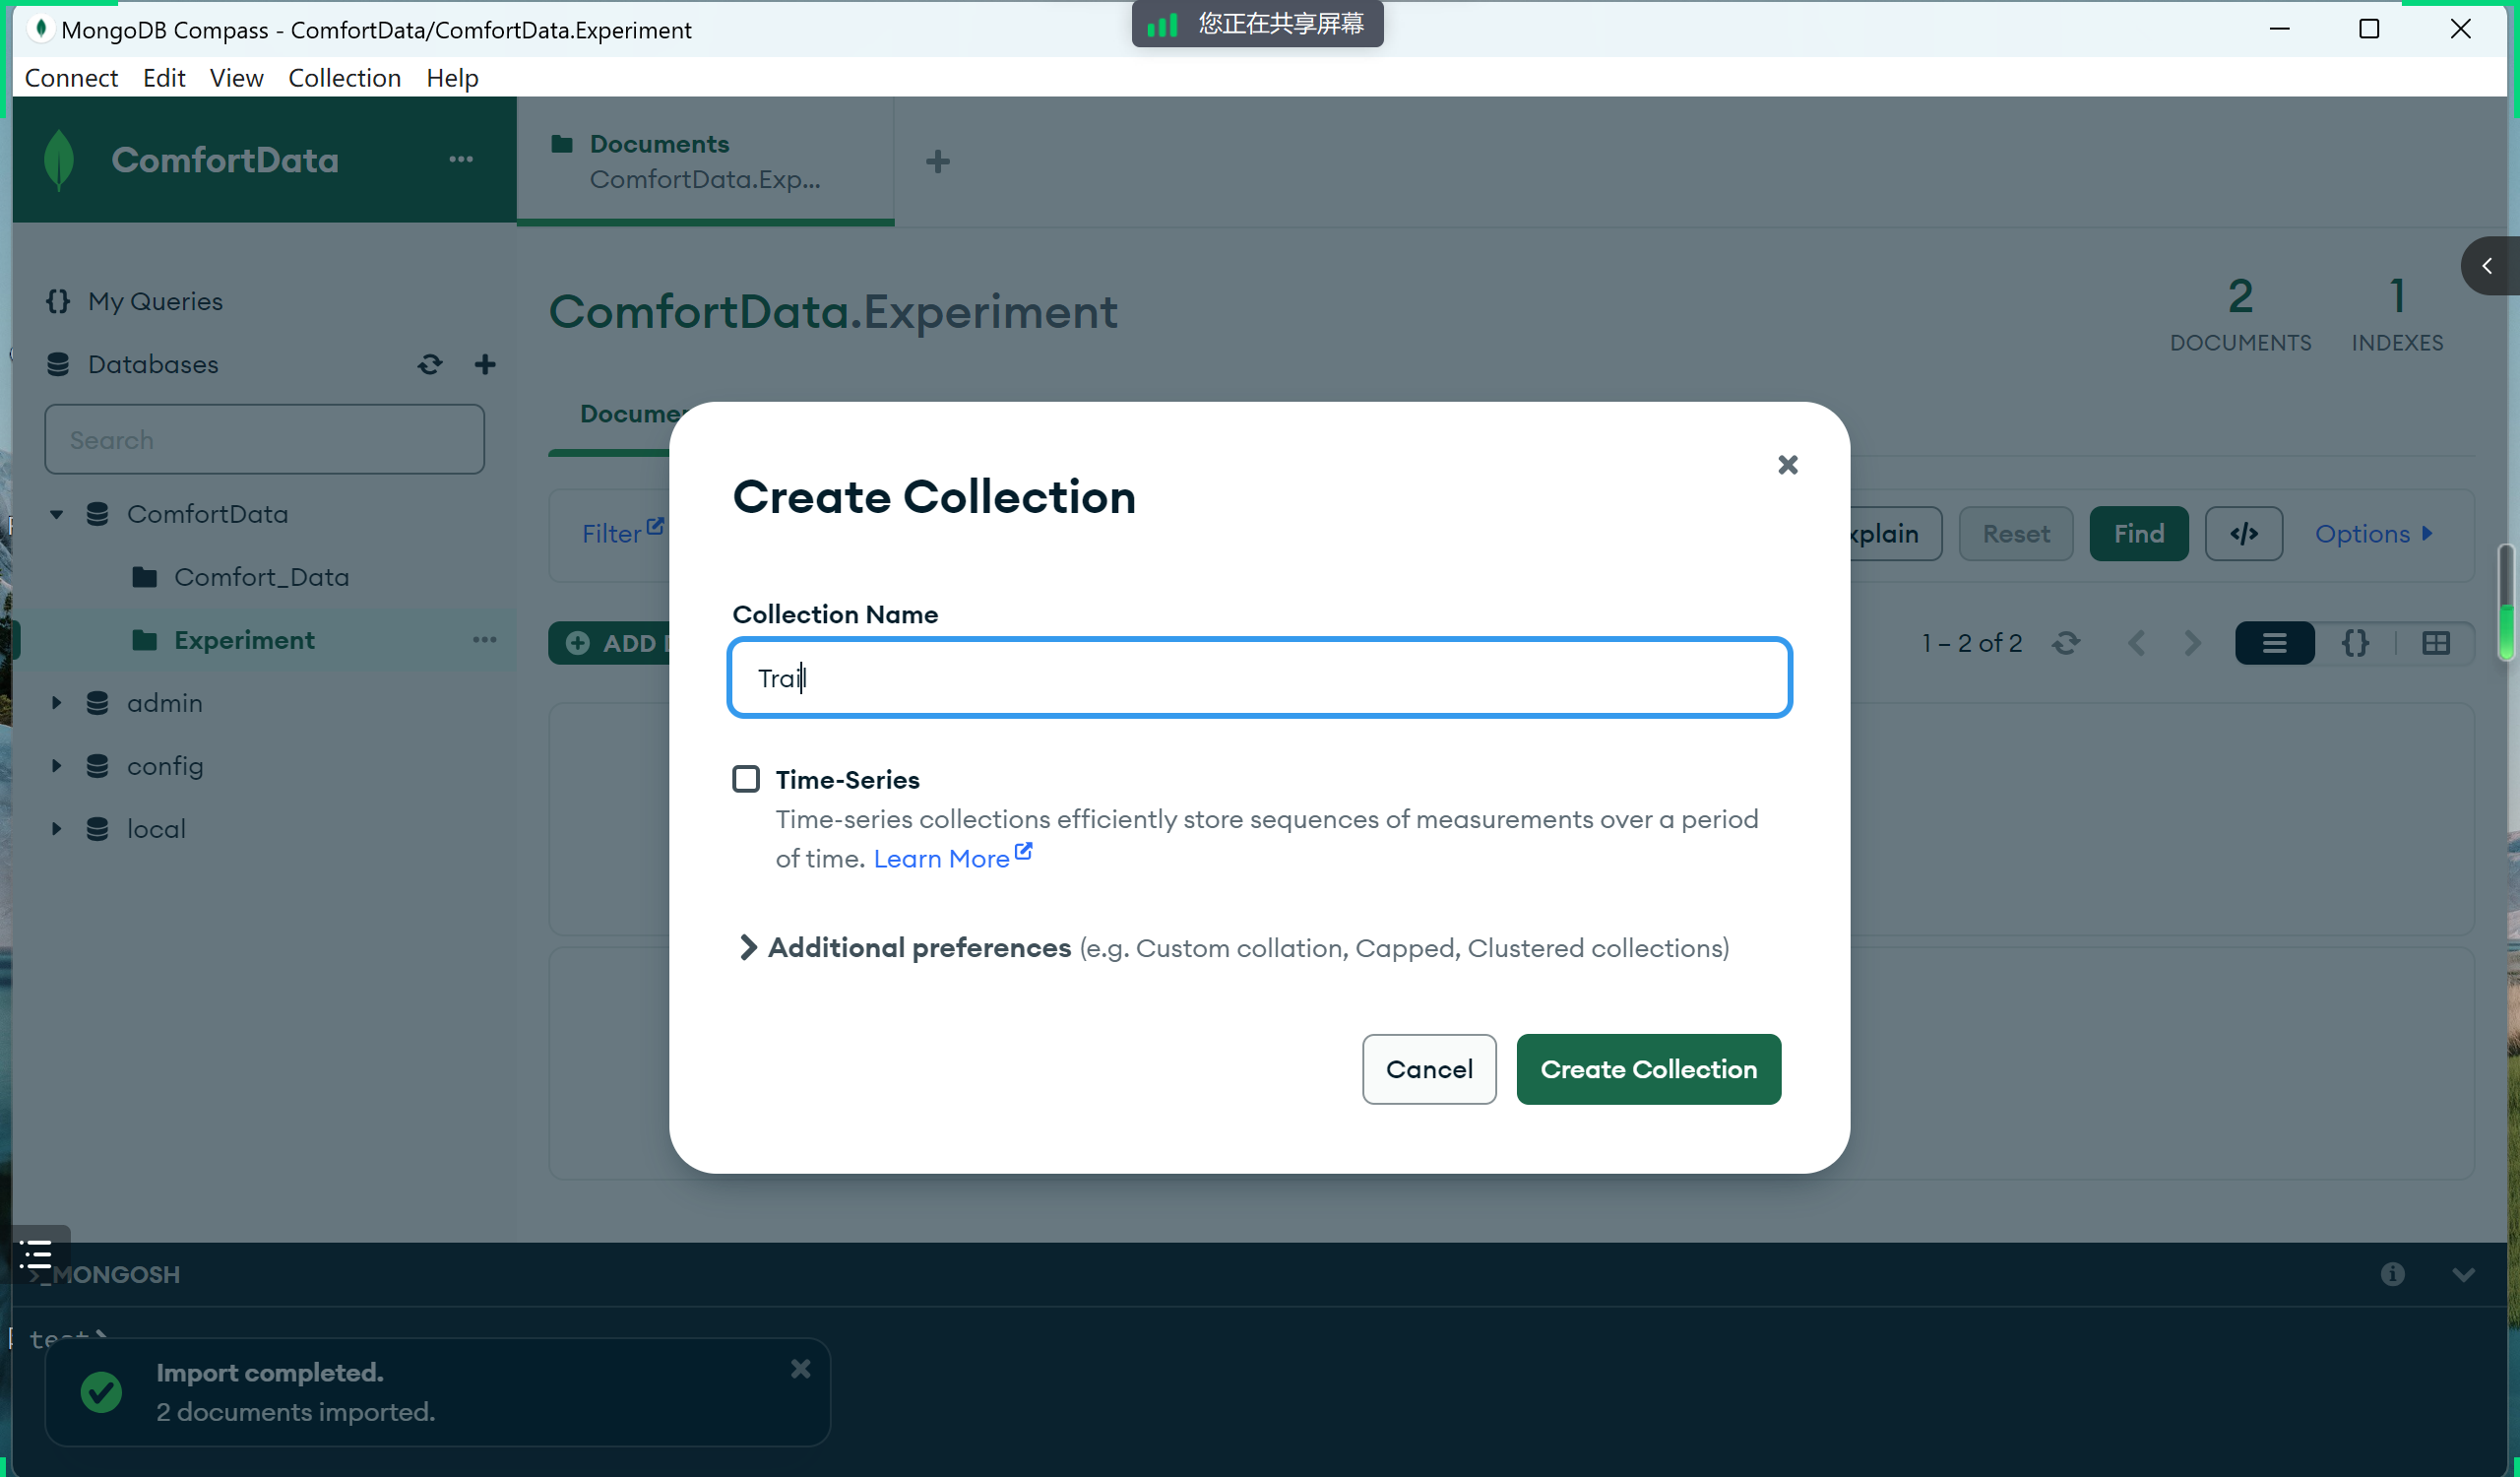 MongoDB Compass - ComfortData/ComfortData.Experiment
您正在共享屏幕
Connect Edit View Collection Help
ComfortData
Documents
ComfortData.Exp...
My Queries
Databases
Search
ComfortData
Comfort_Data
Experiment
admin
config
local
ComfortData.Experiment
2
DOCUMENTS
1
INDEXES
Filter
Reset
Find
Options
ADD
1 – 2 of 2
Create Collection
Collection Name
Trail
Time-Series
Time-series collections efficiently store sequences of measurements over a period
of time. Learn More
Additional preferences (e.g. Custom collation, Capped, Clustered collections)
Cancel
Create Collection
>_MONGOSH
test>
Import completed.
2 documents imported.